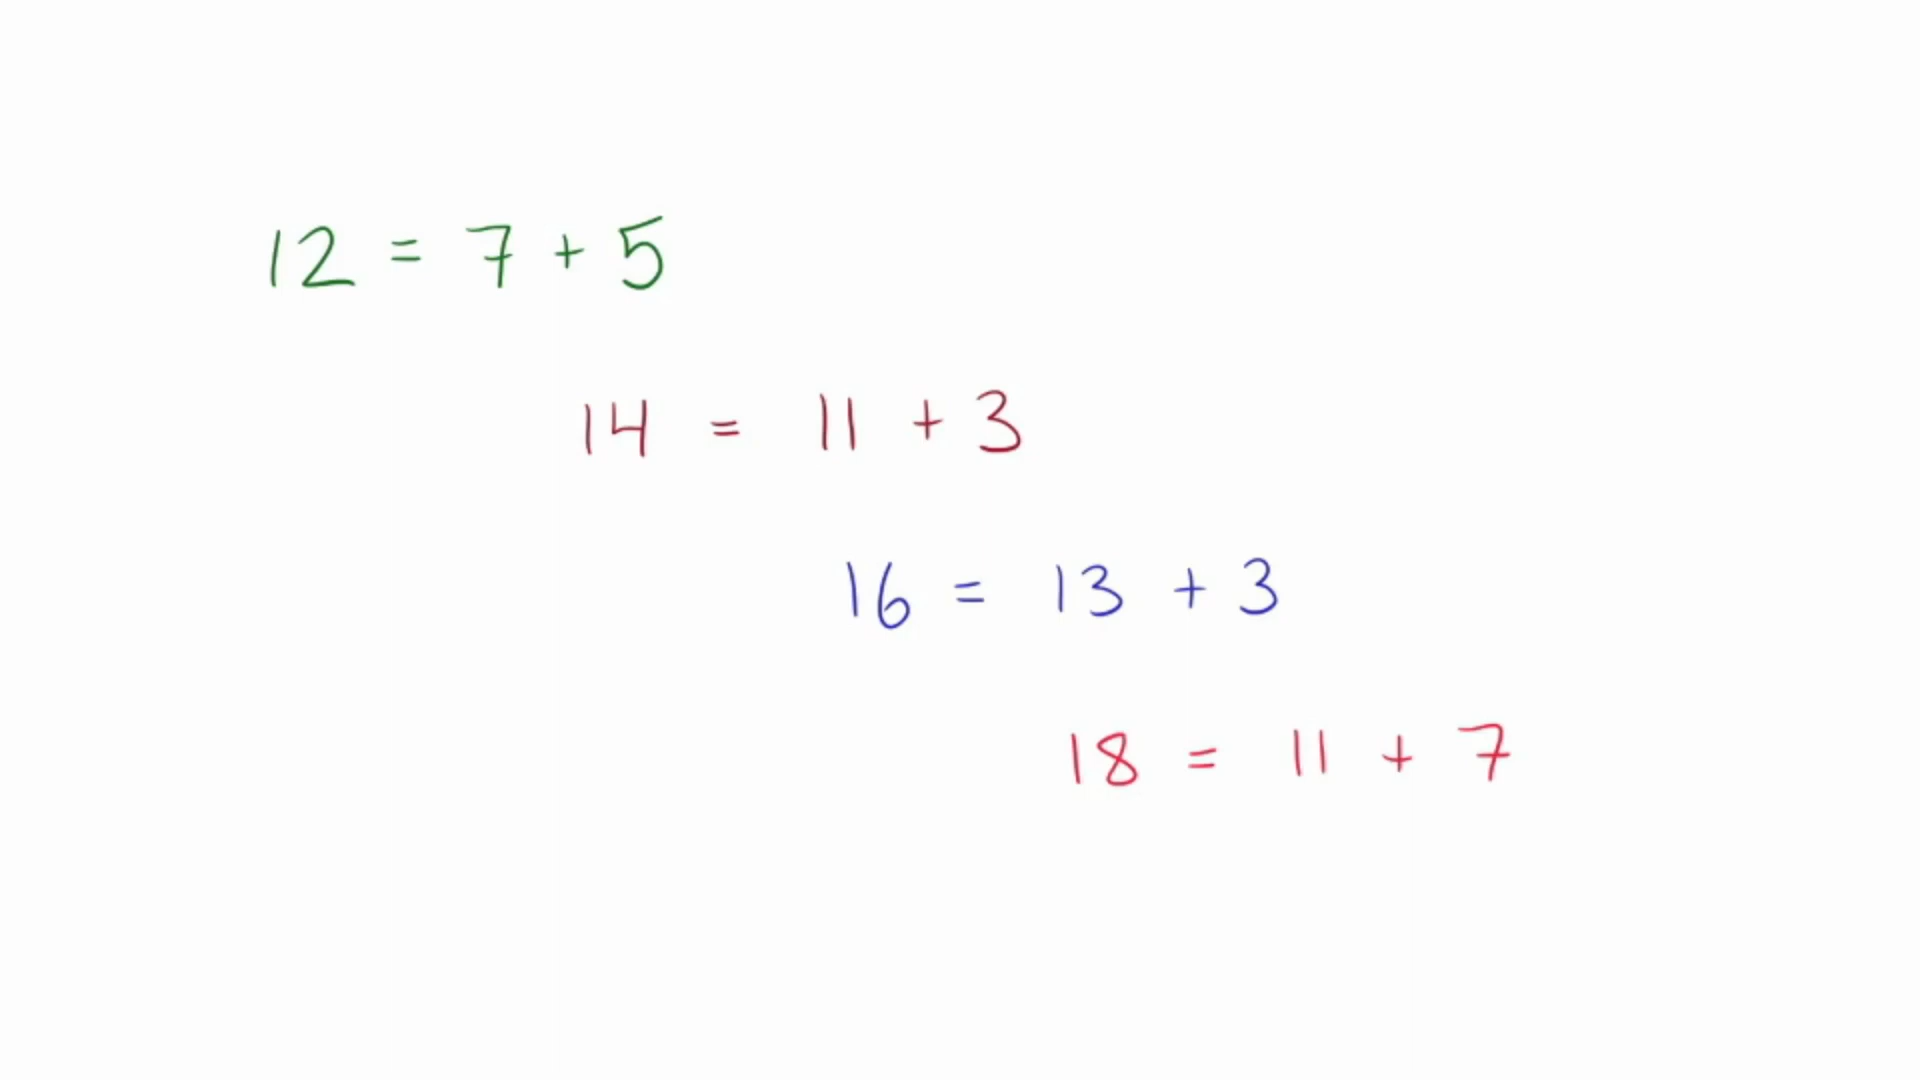 12 = 7 + 5
14 = 11 + 3
16 = 13 + 3
18 = 11 + 7